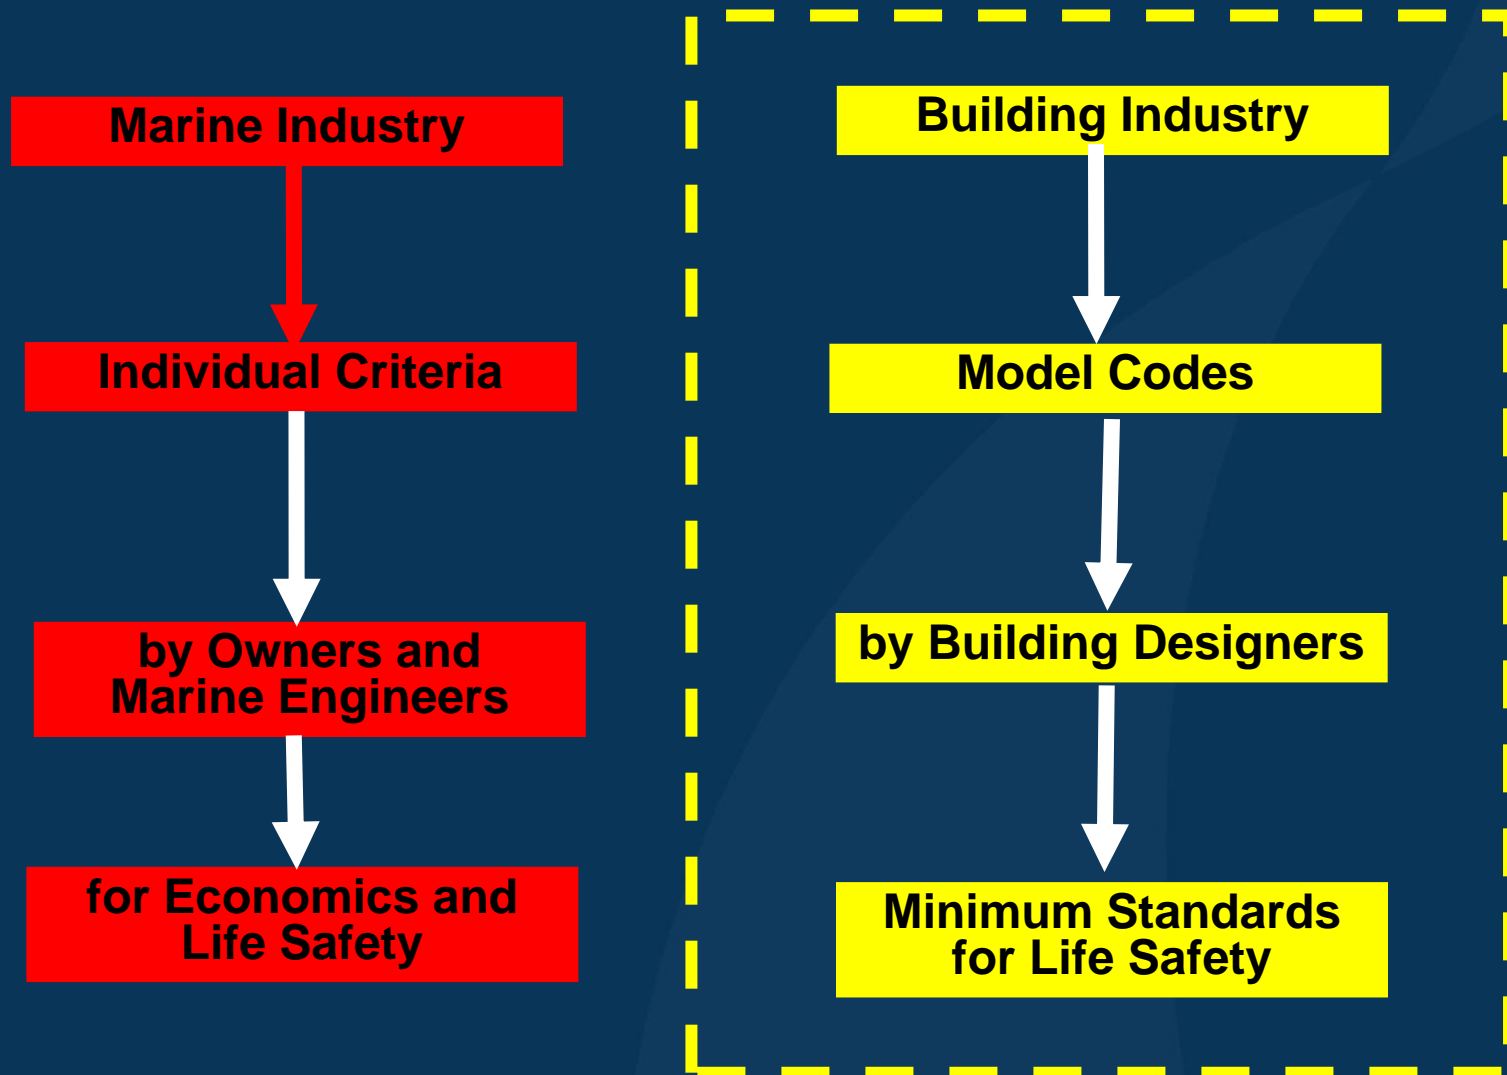 Marine Industry
Individual Criteria
by Owners and
Marine Engineers
for Economics and
Life Safety
Building Industry
Model Codes
by Building Designers
Minimum Standards
for Life Safety